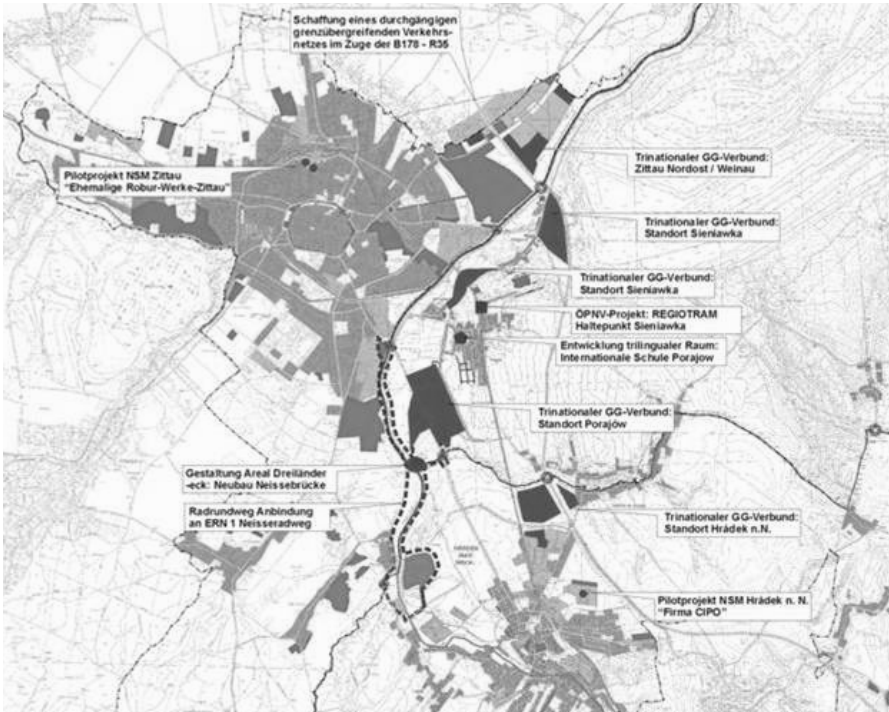 Schaffung eines durchgängigen
grenzübergreifenden Verkehrs-
netzes im Zuge der B178 - R35
Trinationaler GG-Verbund:
Zittau Nordost / Weinau
Pilotprojekt NSM Zittau
"Ehemalige Robur-Werke-Zittau"
Trinationaler GG-Verbund:
Standort Sieniawka
Trinationaler GG-Verbund:
Standort Sieniawka
ÖPNV-Projekt: REGIOTRAM
Haltepunkt Sieniawka
Entwicklung trilingualer Raum:
Internationale Schule Porajow
Trinationaler GG-Verbund:
Standort Porajów
Gestaltung Areal Dreiländer
-eck: Neubau Neissebrücke
Radrundweg Anbindung
an ERN 1 Neisseradweg
Trinationaler GG-Verbund:
Standort Hrádek n.N.
Pilotprojekt NSM Hrádek n. N.
"Firma CIPO"